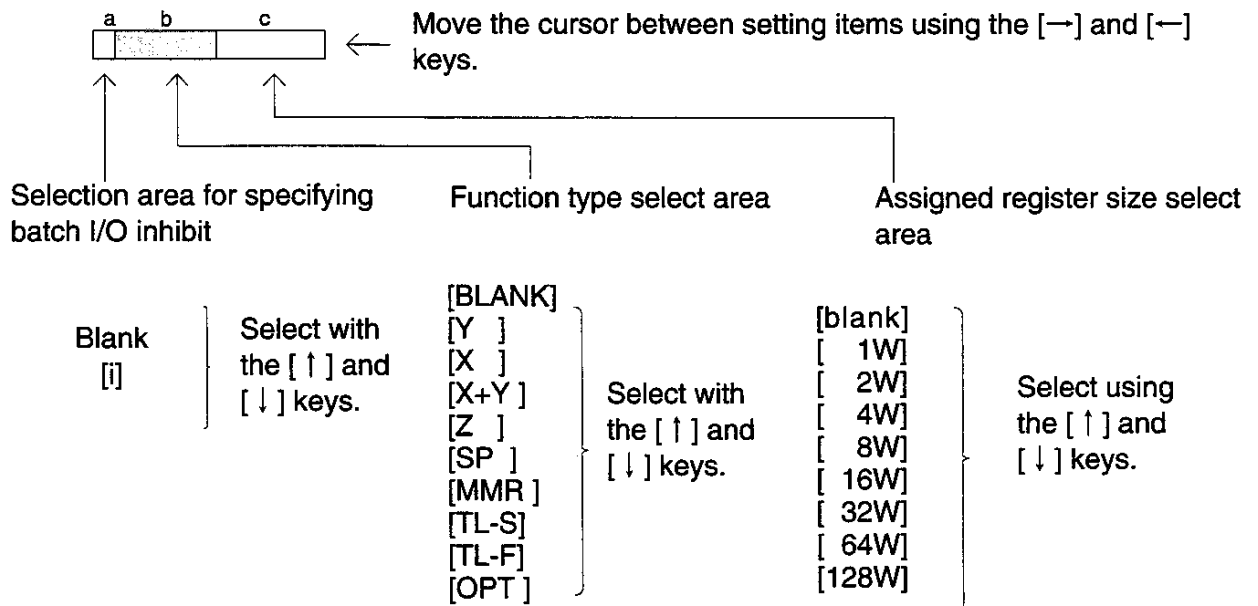 a b c
Move the cursor between setting items using the [→] and [←]
keys.
Selection area for specifying
batch I/O inhibit
Function type select area
Assigned register size select
area
Blank
[i]
Select with
the [ ↑ ] and
[ ↓ ] keys.
[BLANK]
[Y ]
[X ]
[X+Y ]
[Z ]
[SP ]
[MMR ]
[TL-S]
[TL-F]
[OPT ]
Select with
the [ ↑ ] and
[ ↓ ] keys.
[blank]
[ 1W]
[ 2W]
[ 4W]
[ 8W]
[ 16W]
[ 32W]
[ 64W]
[128W]
Select using
the [ ↑ ] and
[ ↓ ] keys.